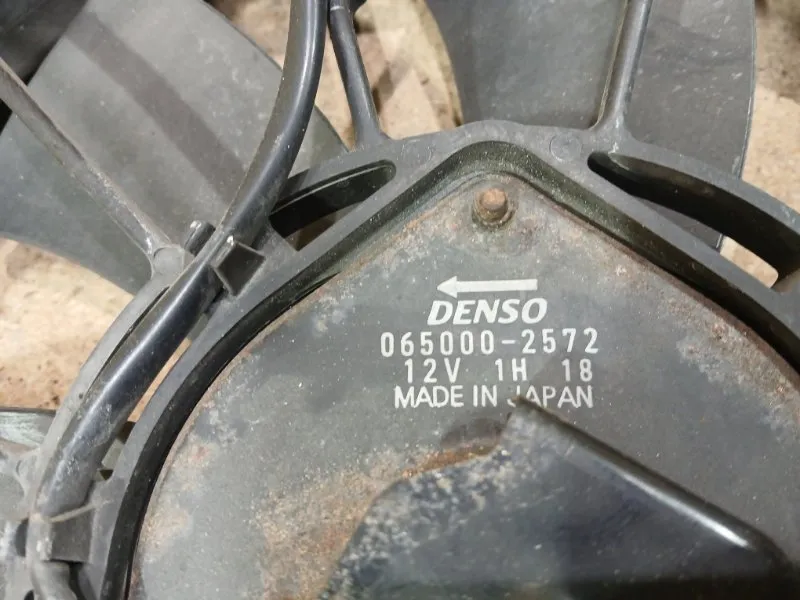 DENSO
065000-2572
12V 1H 18
MADE IN JAPAN